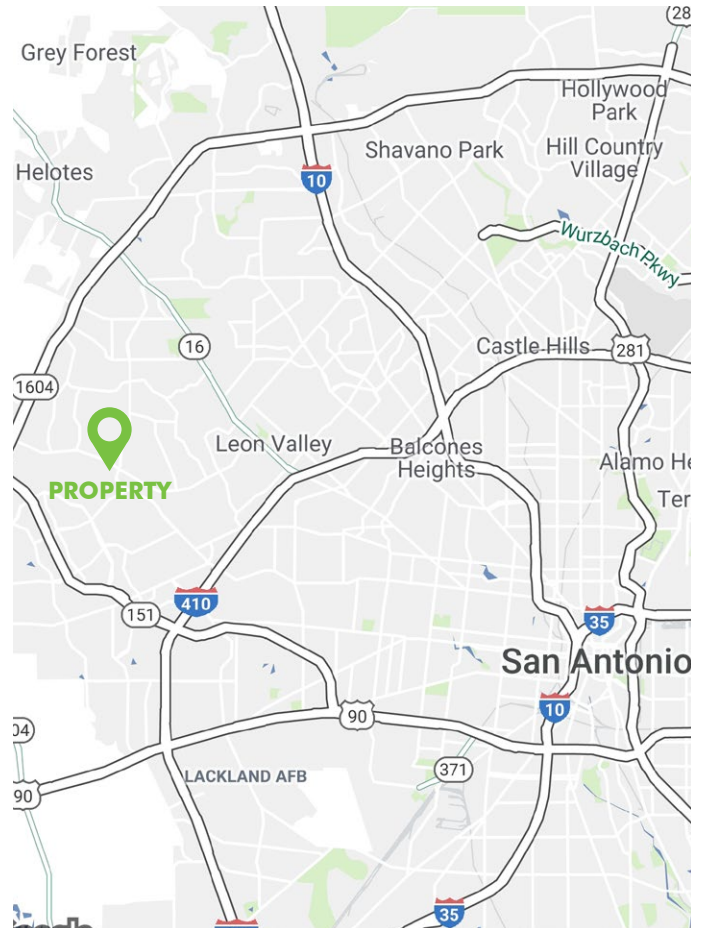 28
Grey Forest
Hollywood
Park
Shavano Park
Hill Country
Village
Helotes
10
Wurzbach Pkwy
16
Castle Hills
281
1604
Leon Valley
Balcones
Heights
Alamo He
PROPERTY
Ter
410
151
35
San Antonio
10
90
04
371
LACKLAND AFB
90
35